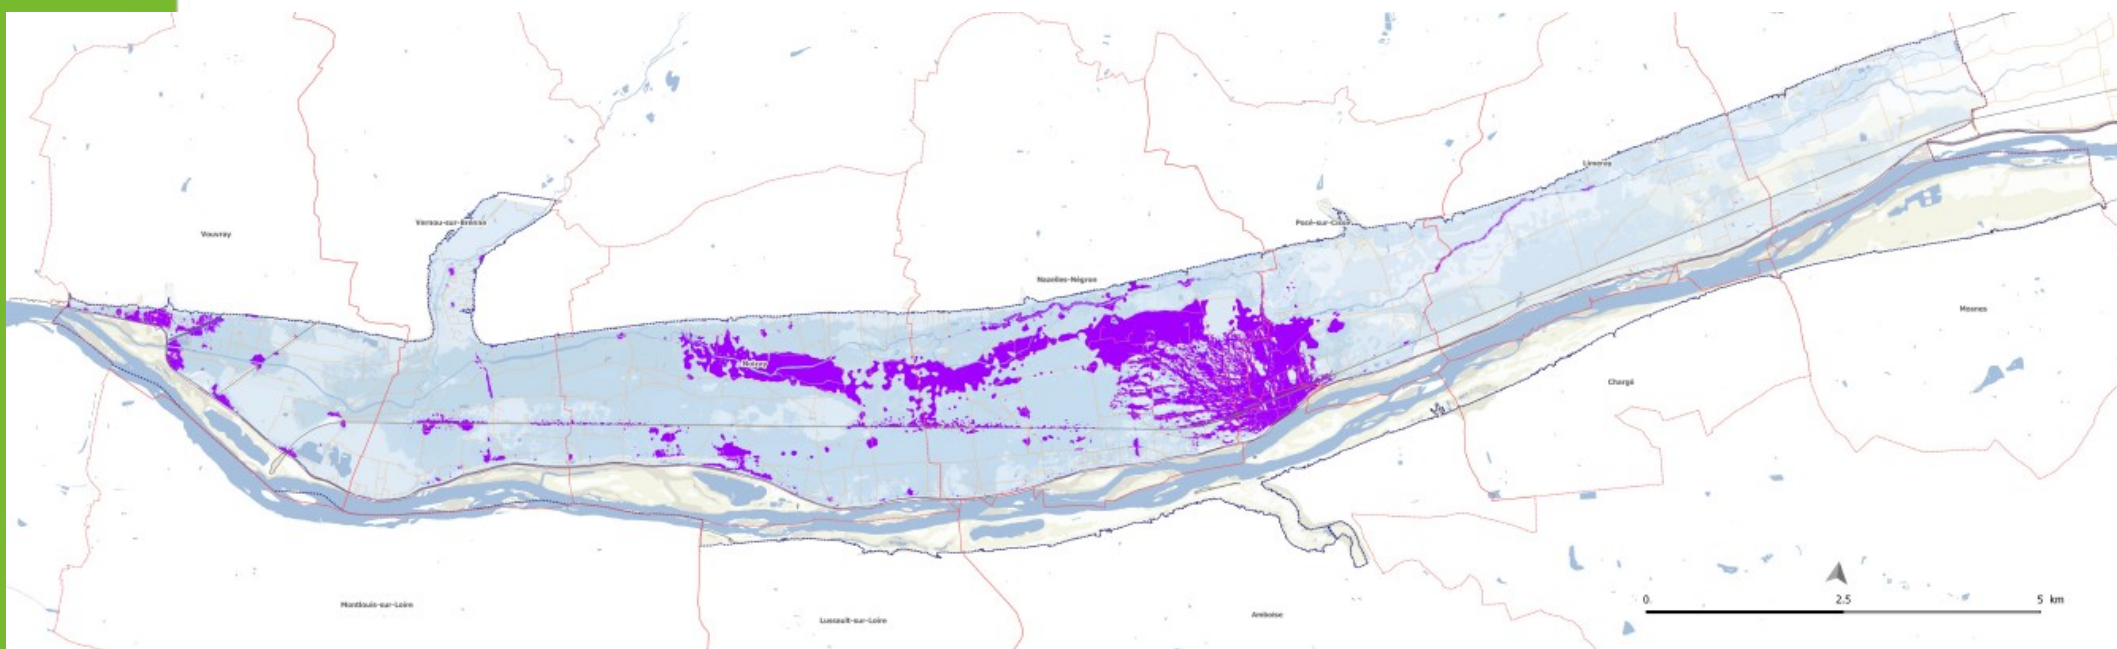 Limeray
Vernou-sur-Brenne
Pocé-sur-Cisse
Vouvray
Nazelles-Négron
Mosnes
Noizay
Chargé
0 2.5 5 km
Montlouis-sur-Loire
Amboise
Lussault-sur-Loire